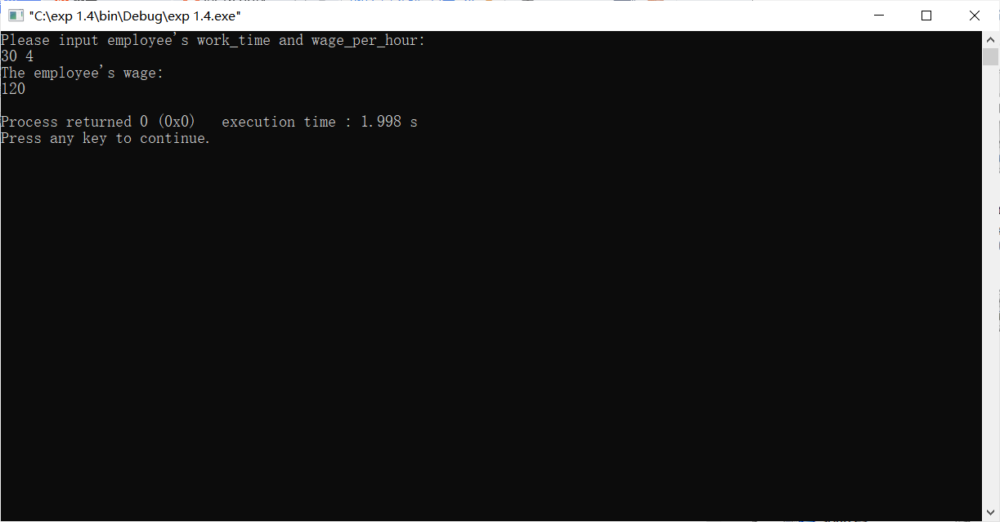 "C:\exp 1.4\bin\Debug\exp 1.4.exe"
Please input employee's work_time and wage_per_hour:
30 4
The employee's wage:
120
Process returned 0 (0x0)   execution time : 1.998 s
Press any key to continue.